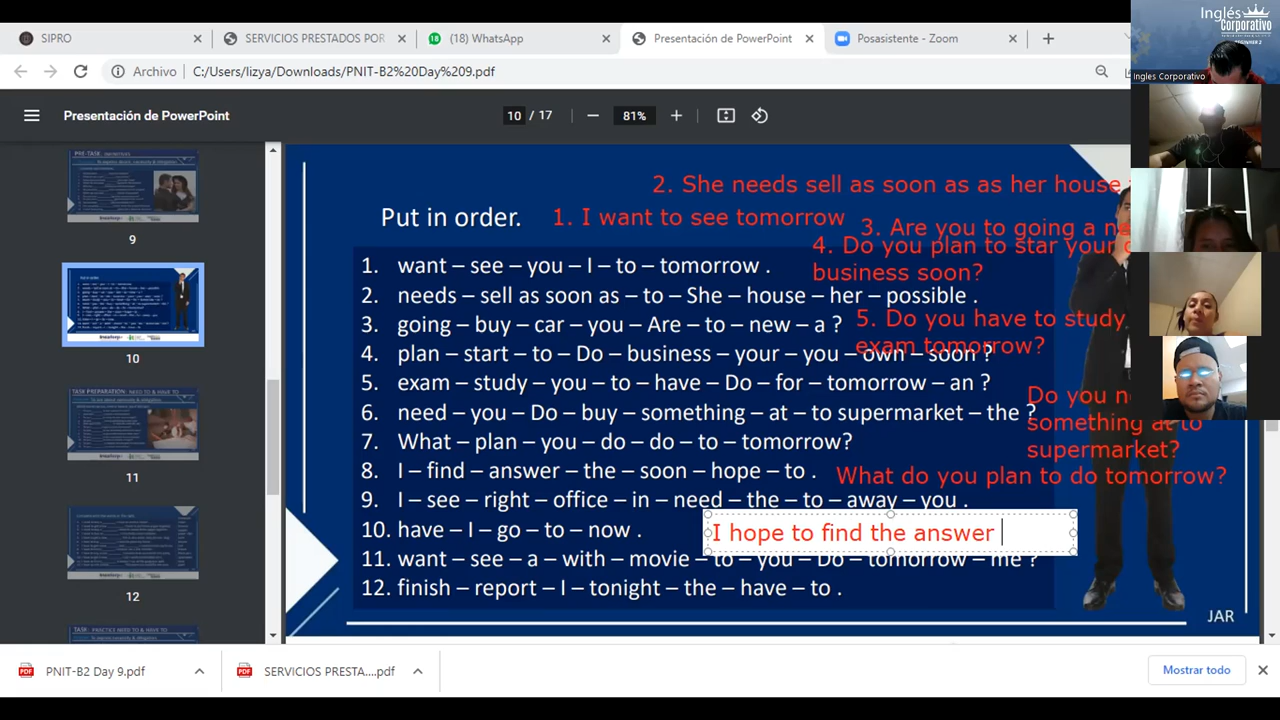 SIPRO
SERVICIOS PRESTADOS POR
(18) WhatsApp
Presentación de PowerPoint
Posasistente - Zoom
Archivo
C:/Users/lizya/Downloads/PNIT-B2%20Day%209.pdf
Inglés
Corporativo
Ingles Corporativo
Presentación de PowerPoint
10 / 17
81%
9
10
11
12
2. She needs sell as soon as as her house
Put in order.
1. I want to see tomorrow
3. Are you to going a
4. Do you plan to star your
business soon?
1. want – see – you – I – to – tomorrow .
2. needs – sell as soon as – to – She – house – her – possible .
3. going – buy – car – you – Are – to – new – a ?
5. Do you have to study
exam tomorrow?
4. plan – start – to – Do – business – your – you – own – soon ?
5. exam – study – you – to – have – Do – for – tomorrow – an ?
Do you
something at to
supermarket?
6. need – you – Do – buy – something – at – to supermarket – the ?
7. What – plan – you – do – do – to – tomorrow?
8. I – find – answer – the – soon – hope – to .
What do you plan to do tomorrow?
9. I – see – right – office – in – need – the – to – away – you .
10. have – I – go – to – now .
I hope to find the answer
11. want – see – a – with – movie – to – you – Do – tomorrow – me ?
12. finish – report – I – tonight – the – have – to .
JAR
PNIT-B2 Day 9.pdf
SERVICIOS PRESTA....pdf
Mostrar todo